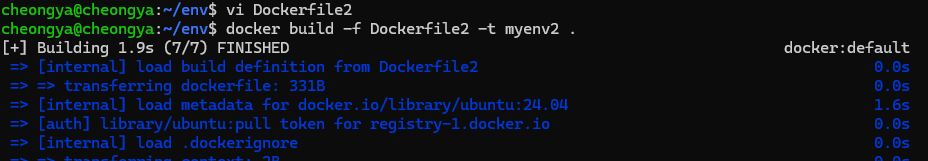 cheongya@cheongya:~/env$ vi Dockerfile2
cheongya@cheongya:~/env$ docker build -f Dockerfile2 -t myenv2 .
[+] Building 1.9s (7/7) FINISHED docker:default
=> [internal] load build definition from Dockerfile2 0.0s
=> => transferring dockerfile: 331B 0.0s
=> [internal] load metadata for docker.io/library/ubuntu:24.04 1.6s
=> [auth] library/ubuntu:pull token for registry-1.docker.io 0.0s
=> [internal] load .dockerignore 0.0s
=> => transferring context: 2B 0.0s